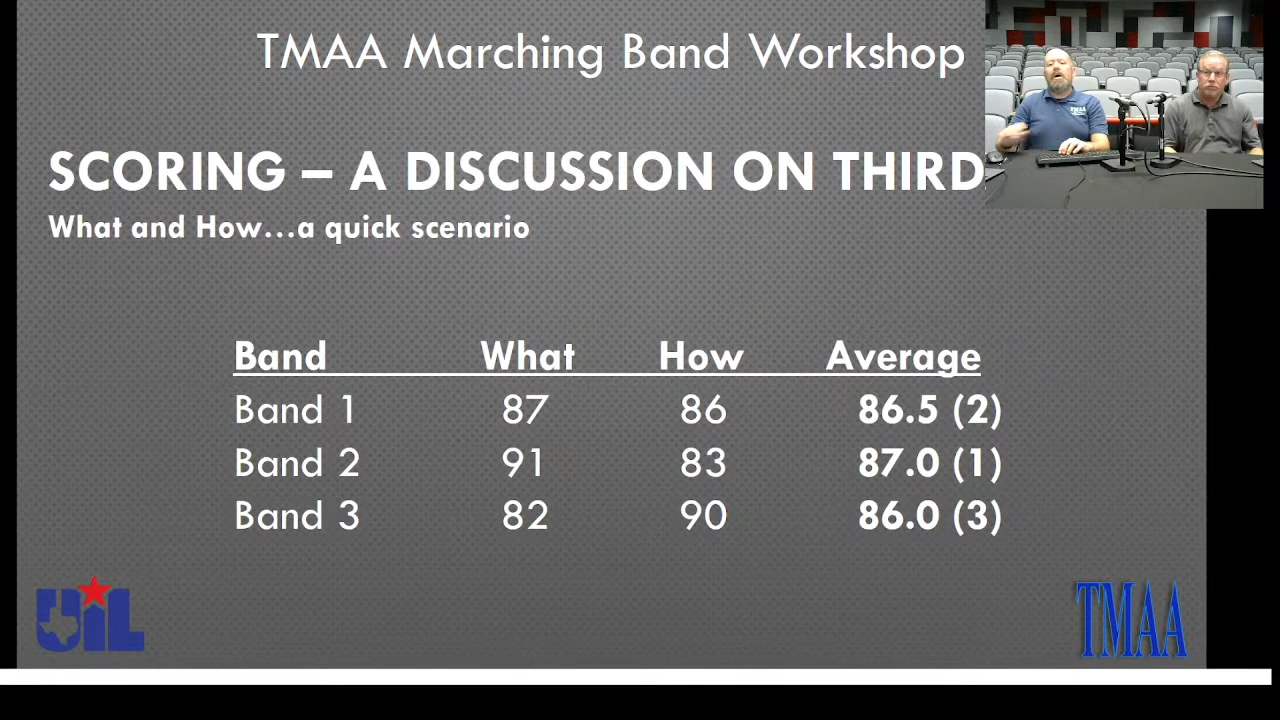 TMAA Marching Band Workshop
TMAA
SCORING – A DISCUSSION ON THIRD
What and How...a quick scenario
Band What How Average
Band 1 87 86 86.5 (2)
Band 2 91 83 87.0 (1)
Band 3 82 90 86.0 (3)
UIL
TMAA